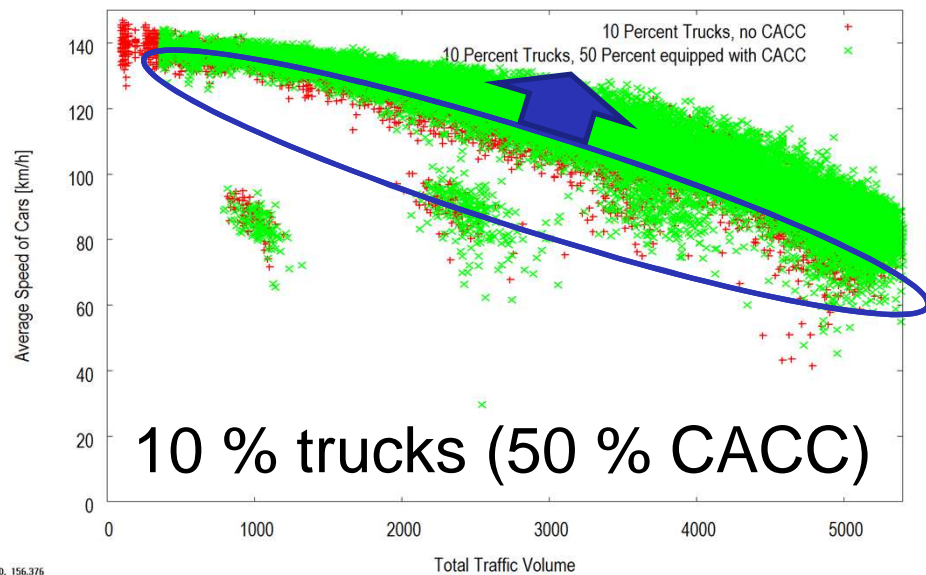 10 Percent Trucks, no CACC
10 Percent Trucks, 50 Percent equipped with CACC
140
120
100
80
60
40
20
0
Average Speed of Cars [km/h]
10 % trucks (50 % CACC)
0 1000 2000 3000 4000 5000
Total Traffic Volume
0. 156.376